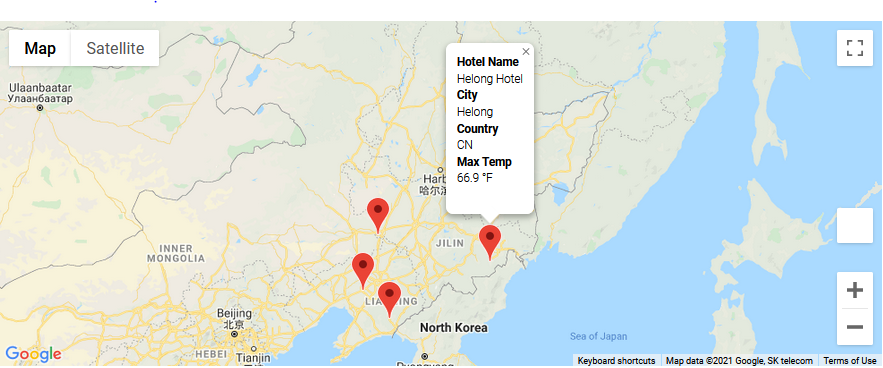 Map
Satellite
×
Hotel Name
Helong Hotel
City
Helong
Country
CN
Max Temp
66.9 °F
Ulaanbaatar
Улаанбаатар
Harb
哈尔滨
INNER
MONGOLIA
JILIN
LIAONING
Beijing
北京
HEBEI
Tianjin
North Korea
Sea of Japan
Google
Keyboard shortcuts
Map data ©2021 Google, SK telecom
Terms of Use